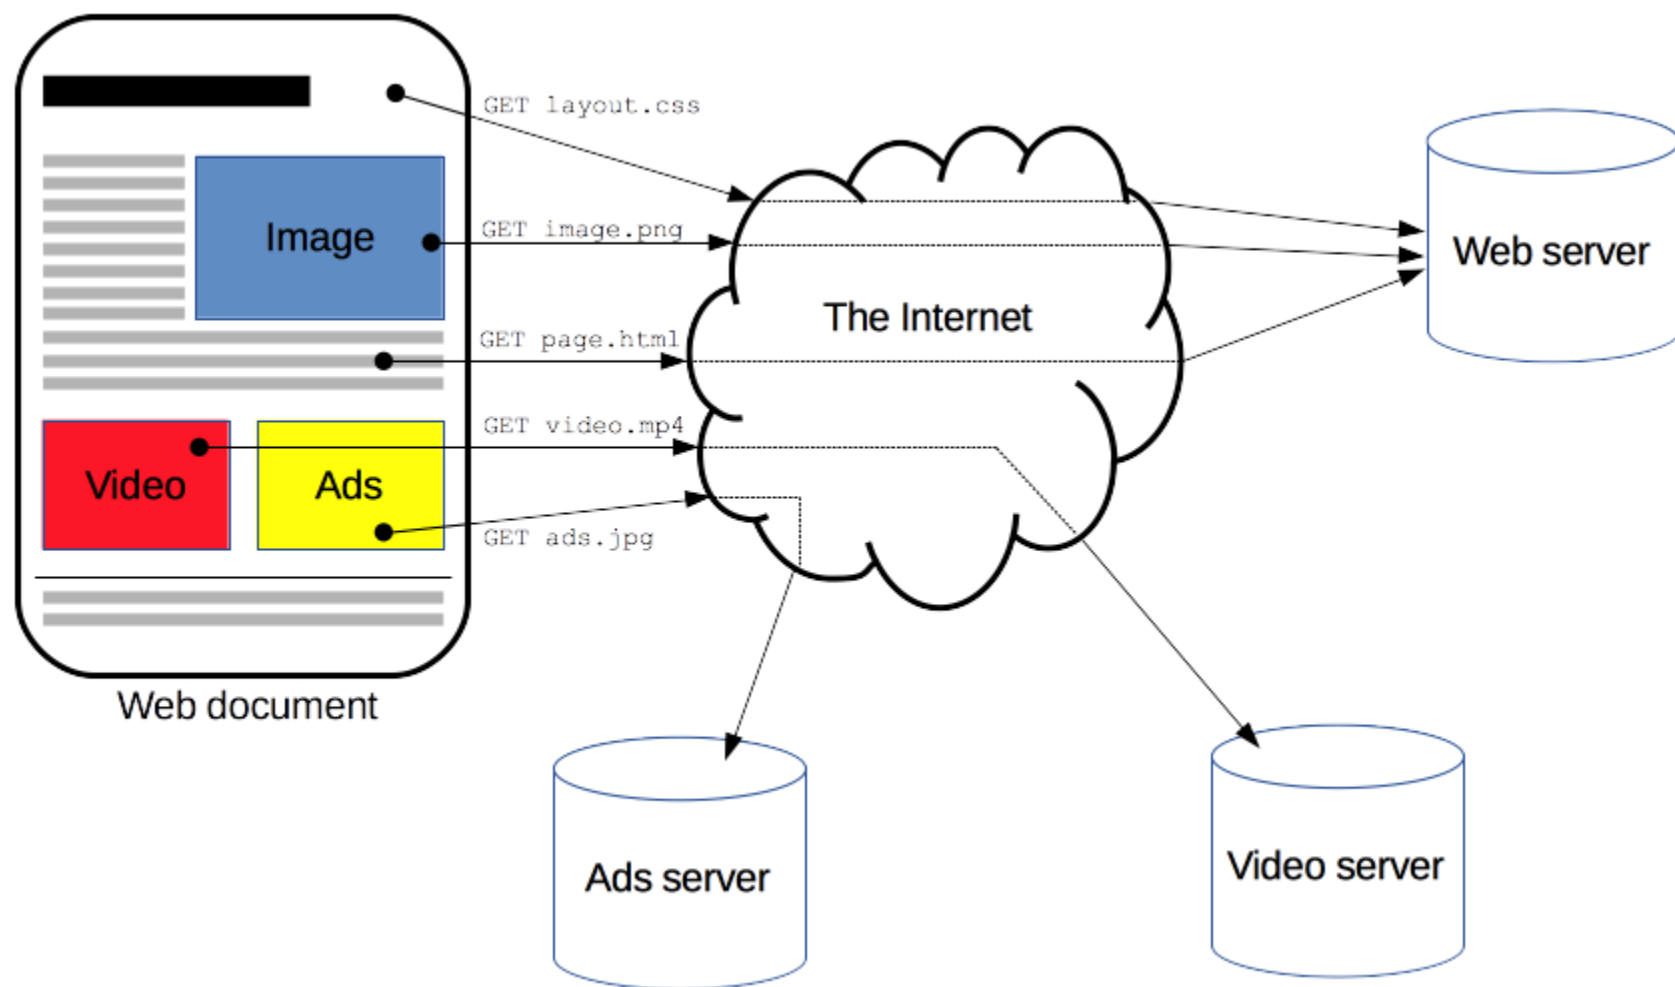 GET layout.css
Image
GET image.png
The Internet
Web server
GET page.html
Video
Ads
GET video.mp4
GET ads.jpg
Web document
Ads server
Video server